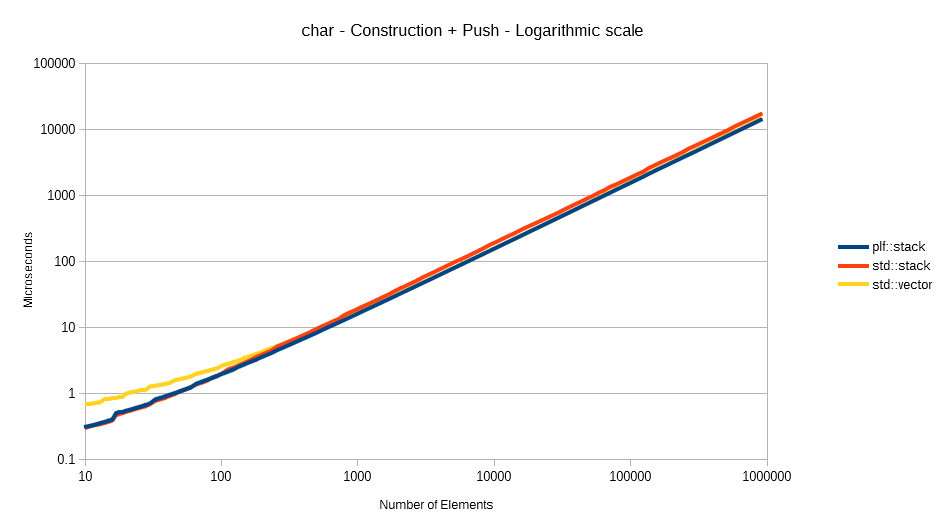 char - Construction + Push - Logarithmic scale
100000
10000
1000
100
10
1
0.1
Microseconds
10 100 1000 10000 100000 1000000
Number of Elements
plf::stack
std::stack
std::vector